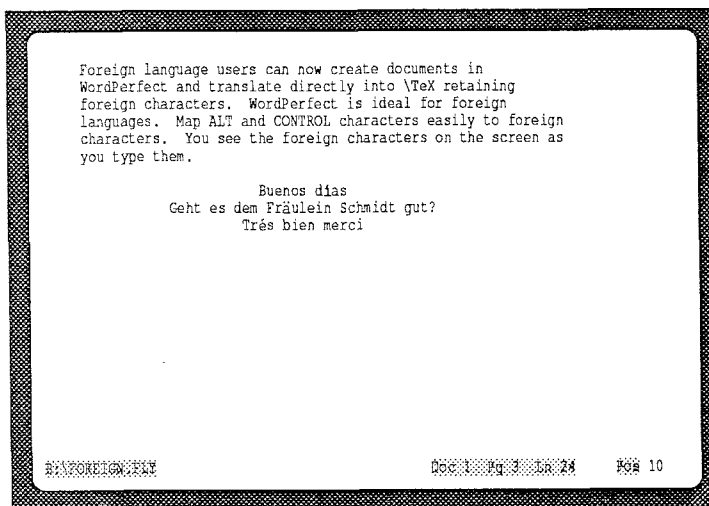 Foreign language users can now create documents in
WordPerfect and translate directly into \TeX retaining
foreign characters.  WordPerfect is ideal for foreign
languages.  Map ALT and CONTROL characters easily to foreign
characters.  You see the foreign characters on the screen as
you type them.
Buenos días
Geht es dem Fräulein Schmidt gut?
Trés bien merci
B:\FOREIGN.FLT Doc 1 Pg 3 Ln 24 Pos 10